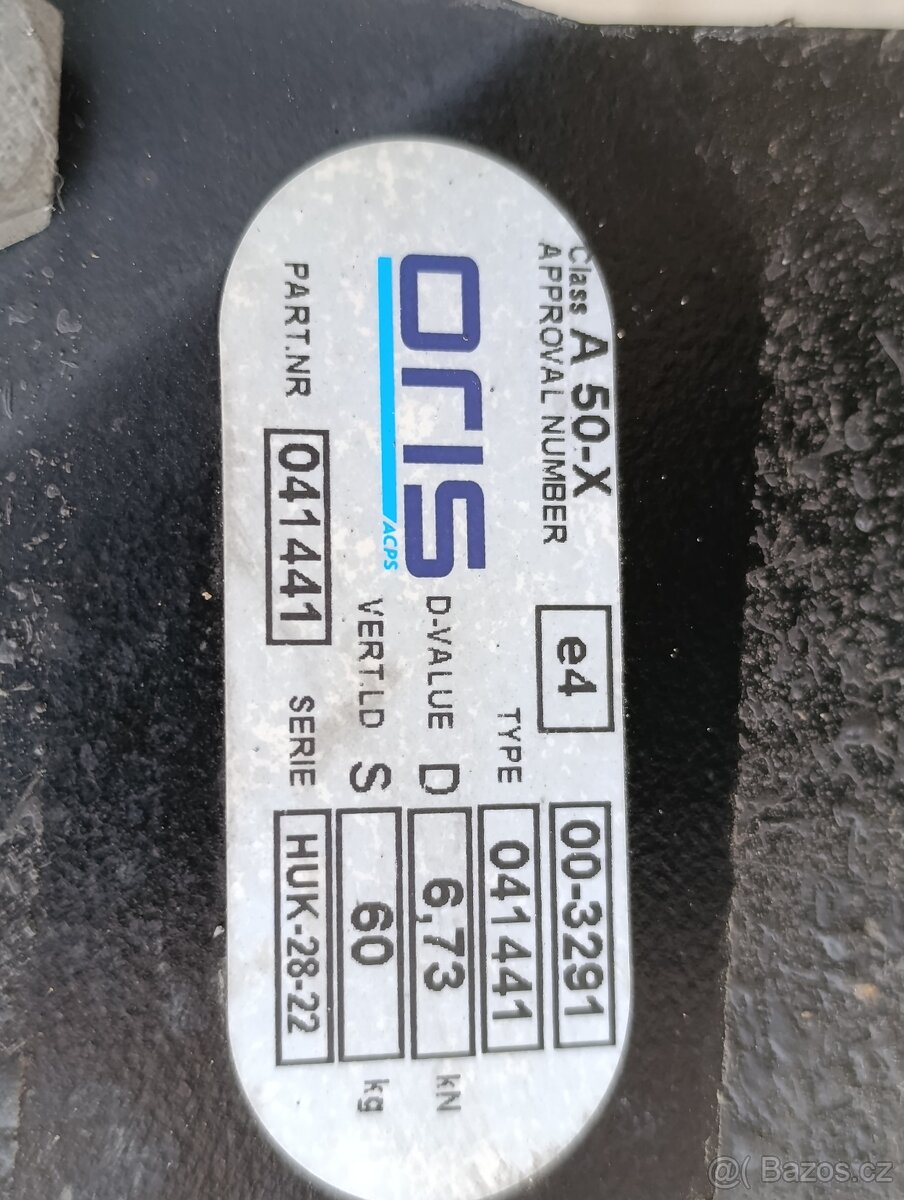 Class A 50-X
APPROVAL NUMBER e4 00-3291
TYPE 041441
oris
ACPS
D-VALUE D 6,73 kN
VERT.LD S 60 kg
PART.NR 041441 SERIE HUK-28-22
@( Bazos.cz